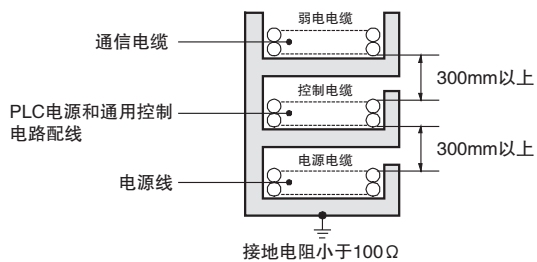 弱电电缆
通信电缆
300mm以上
控制电缆
PLC电源和通用控制
电路配线
300mm以上
电源电缆
电源线
接地电阻小于100Ω